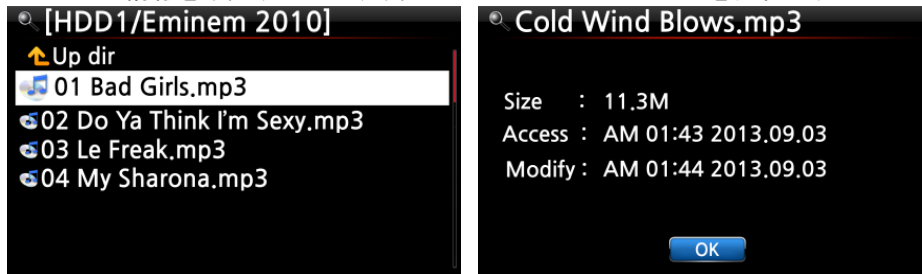 [HDD1/Eminem 2010]
Up dir
01 Bad Girls.mp3
02 Do Ya Think I'm Sexy.mp3
03 Le Freak.mp3
04 My Sharona.mp3
Cold Wind Blows.mp3
Size : 11.3M
Access : AM 01:43 2013.09.03
Modify : AM 01:44 2013.09.03
OK